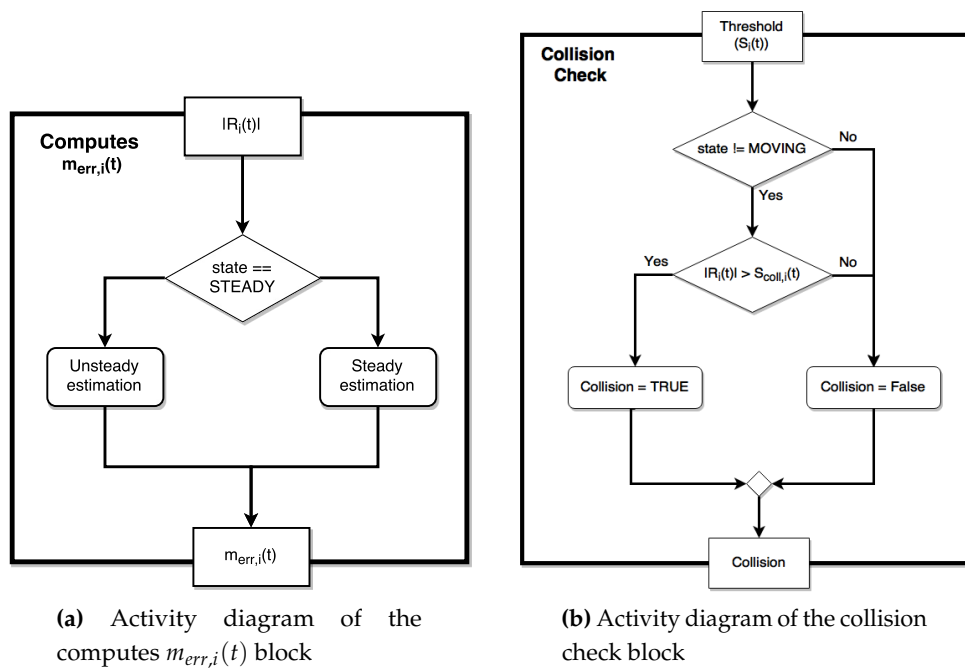 Computes
m_err,i(t)
|R_i(t)|
state ==
STEADY
Unsteady
estimation
Steady
estimation
m_err,i(t)
(a) Activity diagram of the
computes m_err,i(t) block
Collision
Check
Threshold
(S_i(t))
state != MOVING
No
Yes
|R_i(t)| > S_coll,i(t)
Yes
No
Collision = TRUE
Collision = False
Collision
(b) Activity diagram of the collision
check block